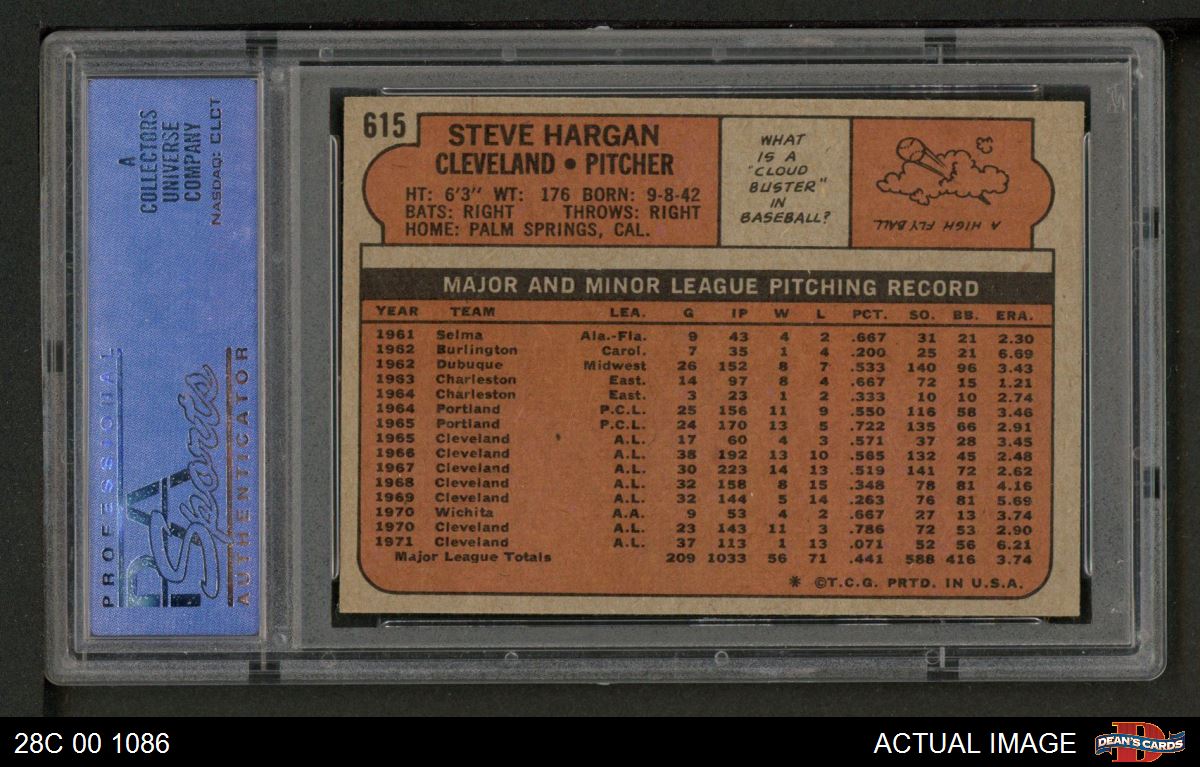 A
COLLECTORS
UNIVERSE
COMPANY
NASDAQ: CLCT
PROFESSIONAL
PSA
Sports
AUTHENTICATOR
615
STEVE HARGAN
CLEVELAND • PITCHER
HT: 6'3" WT: 176 BORN: 9-8-42
BATS: RIGHT THROWS: RIGHT
HOME: PALM SPRINGS, CAL.
WHAT
IS A
"CLOUD
BUSTER"
IN
BASEBALL?
A HIGH FLY BALL
MAJOR AND MINOR LEAGUE PITCHING RECORD
YEAR TEAM LEA. G IP W L PCT. SO. BB. ERA.
1961 Selma Ala.-Fla. 9 43 4 2 .667 31 21 2.30
1962 Burlington Carol. 7 35 1 4 .200 25 21 6.69
1962 Dubuque Midwest 26 152 8 7 .533 140 96 3.43
1963 Charleston East. 14 97 8 4 .667 72 15 1.21
1964 Charleston East. 3 23 1 2 .333 10 10 2.74
1964 Portland P.C.L. 25 156 11 9 .550 116 58 3.46
1965 Portland P.C.L. 24 170 13 5 .722 135 66 2.91
1965 Cleveland A.L. 17 60 4 3 .571 37 28 3.45
1966 Cleveland A.L. 38 192 13 10 .565 132 45 2.48
1967 Cleveland A.L. 30 223 14 13 .519 141 72 2.62
1968 Cleveland A.L. 32 158 8 15 .348 78 81 4.16
1969 Cleveland A.L. 32 144 5 14 .263 76 81 5.69
1970 Wichita A.A. 9 53 4 2 .667 27 13 3.74
1970 Cleveland A.L. 23 143 11 3 .786 72 53 2.90
1971 Cleveland A.L. 37 113 1 13 .071 52 56 6.21
Major League Totals 209 1033 56 71 .441 588 416 3.74
* ©T.C.G. PRTD. IN U.S.A.
28C 00 1086
ACTUAL IMAGE
D
DEAN'S CARDS